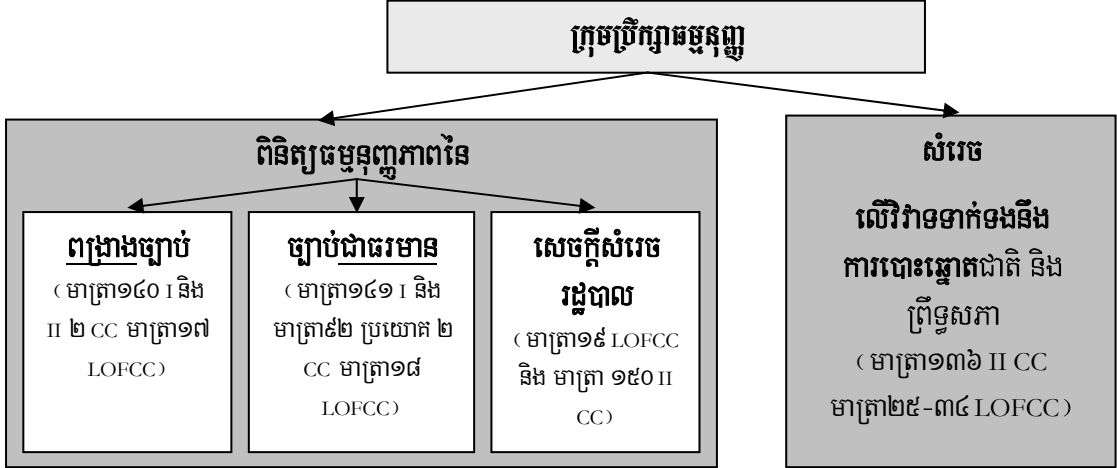 ក្រុមប្រឹក្សាធម្មនុញ្ញ
ពិនិត្យធម្មនុញ្ញភាពនៃ
ពង្រាងច្បាប់
( មាត្រា១៤០ I និង
II ២ CC មាត្រា១៧
LOFCC)
ច្បាប់ជាធរមាន
( មាត្រា១៤១ I និង
មាត្រា៩២ ប្រយោគ ២
CC មាត្រា១៨
LOFCC)
សេចក្តីសំរេច
រដ្ឋបាល
( មាត្រា១៩ LOFCC
និង មាត្រា ១៥០ II
CC)
សំរេច
លើវិវាទទាក់ទងនឹង
ការបោះឆ្នោតជាតិ និង
ព្រឹទ្ធសភា
( មាត្រា១៣៦ II CC
មាត្រា២៥-៣៤ LOFCC)